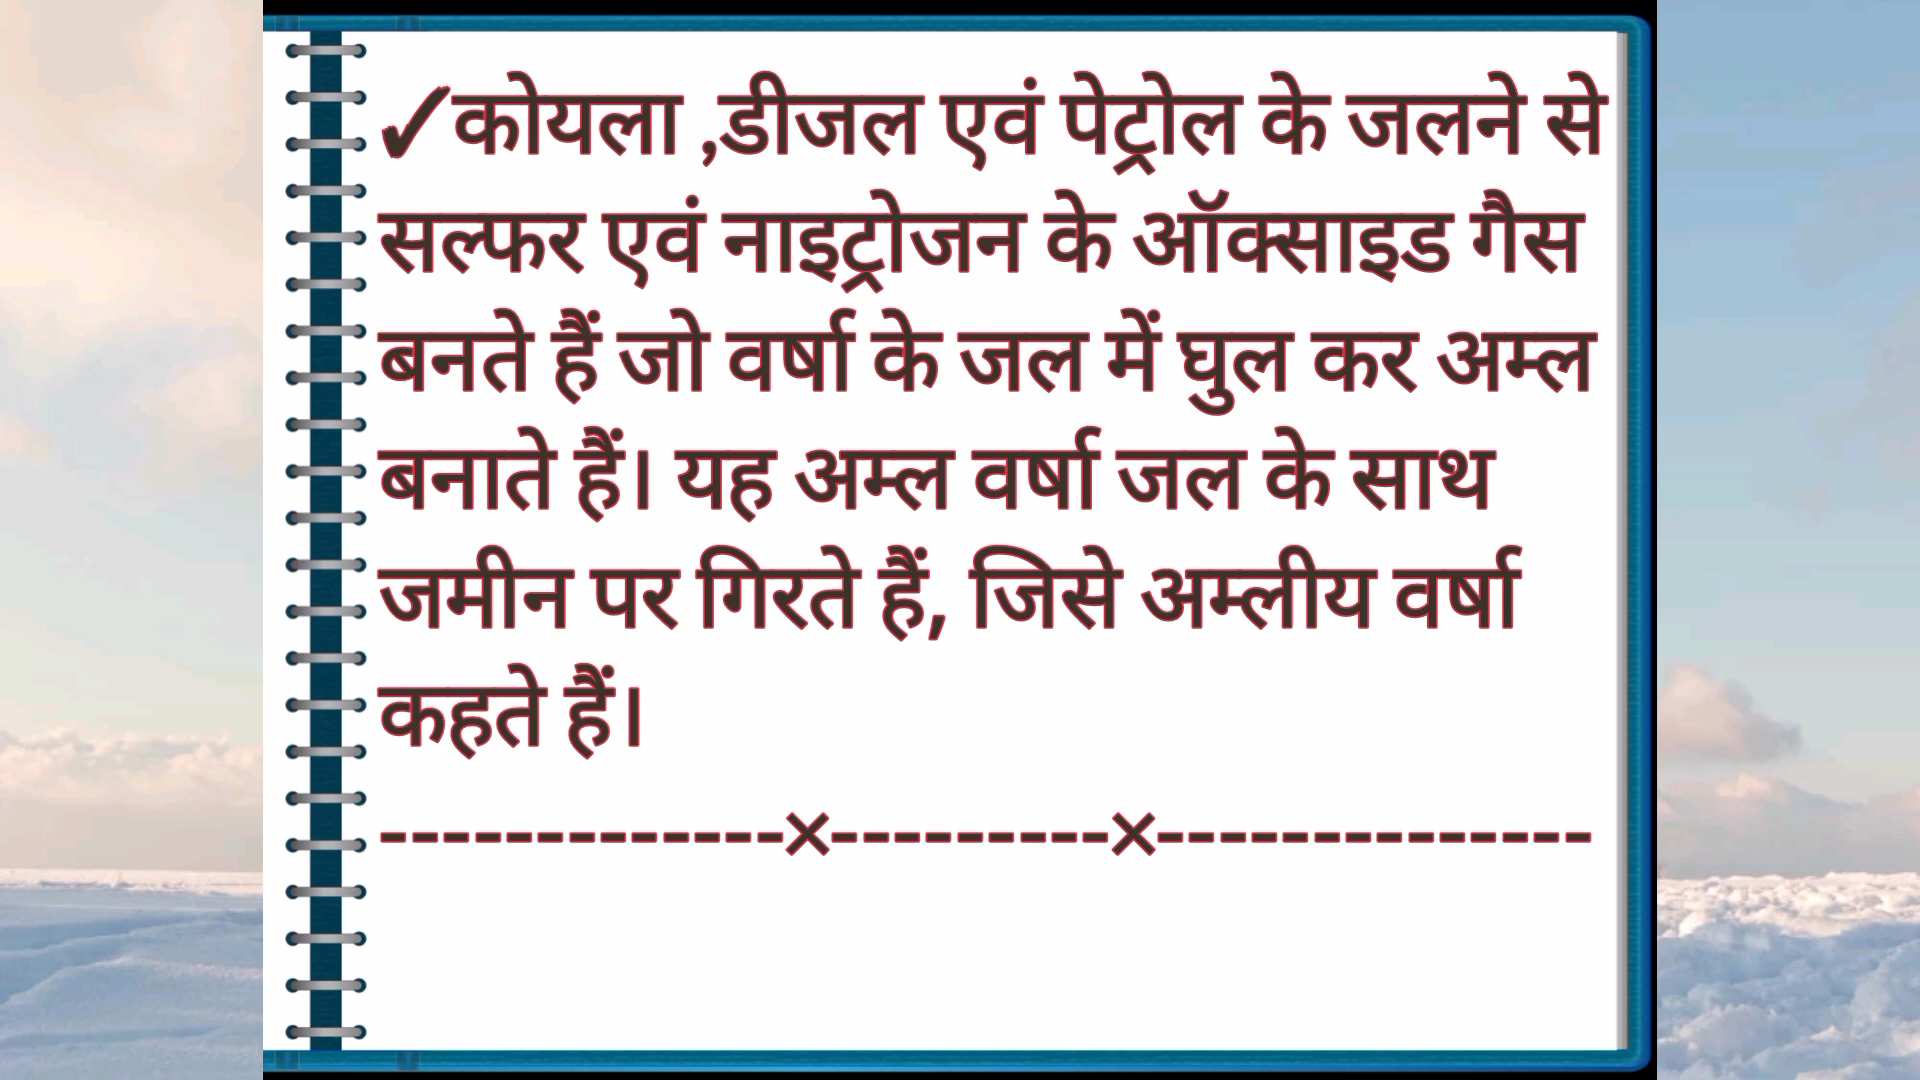 ✓कोयला ,डीजल एवं पेट्रोल के जलने से
सल्फर एवं नाइट्रोजन के ऑक्साइड गैस
बनते हैं जो वर्षा के जल में घुल कर अम्ल
बनाते हैं। यह अम्ल वर्षा जल के साथ
जमीन पर गिरते हैं, जिसे अम्लीय वर्षा
कहते हैं।
-------------×---------×--------------